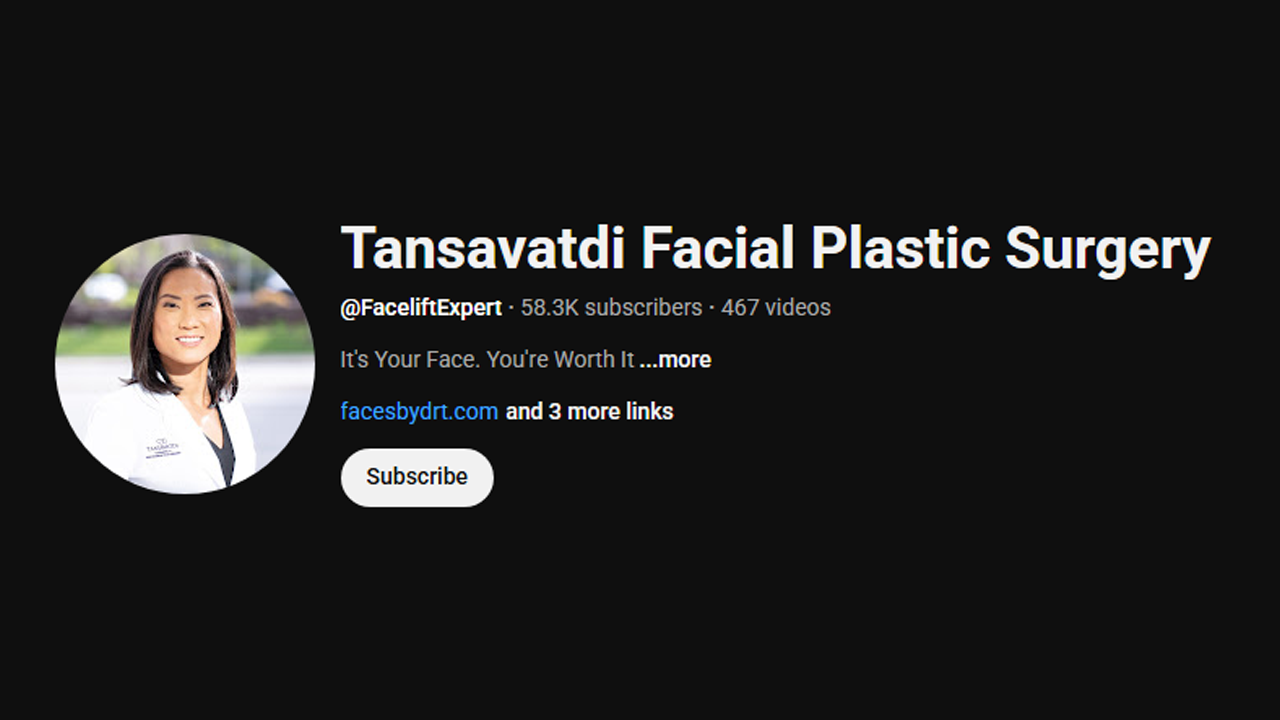 Tansavatdi Facial Plastic Surgery
@FaceliftExpert · 58.3K subscribers · 467 videos
It's Your Face. You're Worth It ...more
facesbydrt.com and 3 more links
Subscribe